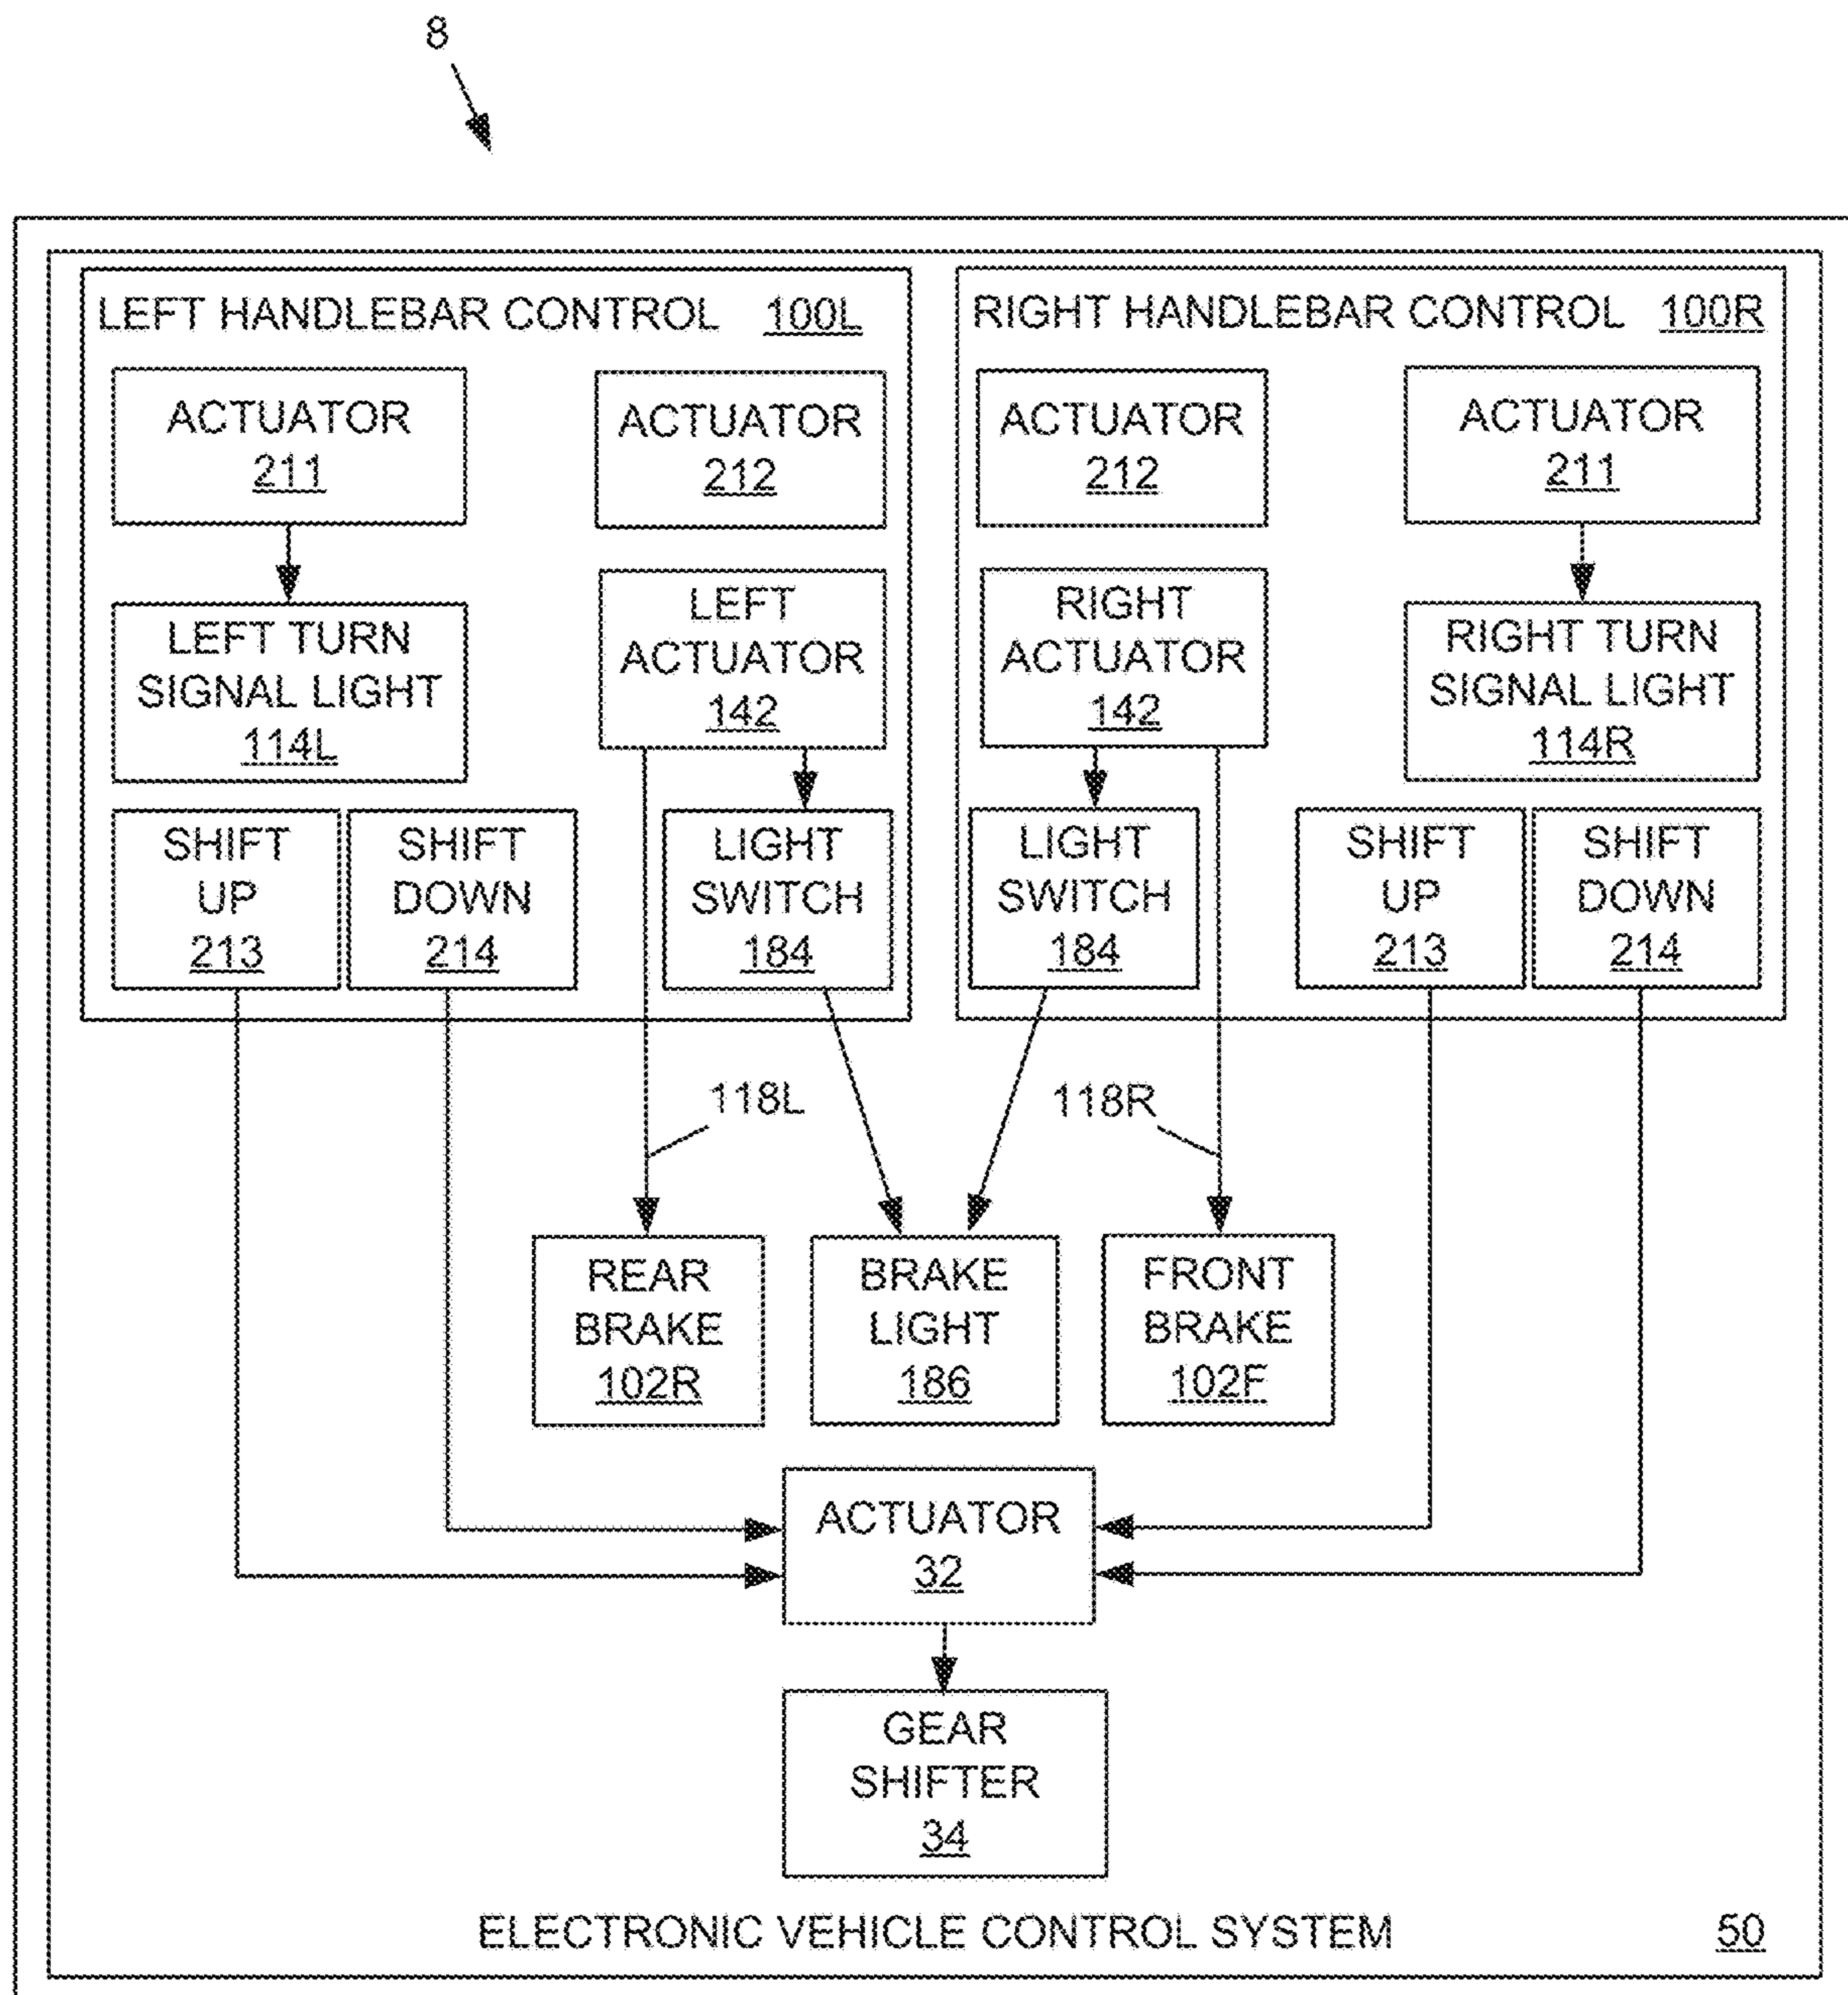 8
LEFT HANDLEBAR CONTROL 100L
ACTUATOR
211
ACTUATOR
212
LEFT TURN
SIGNAL LIGHT
114L
LEFT
ACTUATOR
142
SHIFT
UP
213
SHIFT
DOWN
214
LIGHT
SWITCH
184
RIGHT HANDLEBAR CONTROL 100R
ACTUATOR
212
ACTUATOR
211
RIGHT
ACTUATOR
142
RIGHT TURN
SIGNAL LIGHT
114R
LIGHT
SWITCH
184
SHIFT
UP
213
SHIFT
DOWN
214
118L
118R
REAR
BRAKE
102R
BRAKE
LIGHT
186
FRONT
BRAKE
102F
ACTUATOR
32
GEAR
SHIFTER
34
ELECTRONIC VEHICLE CONTROL SYSTEM 50